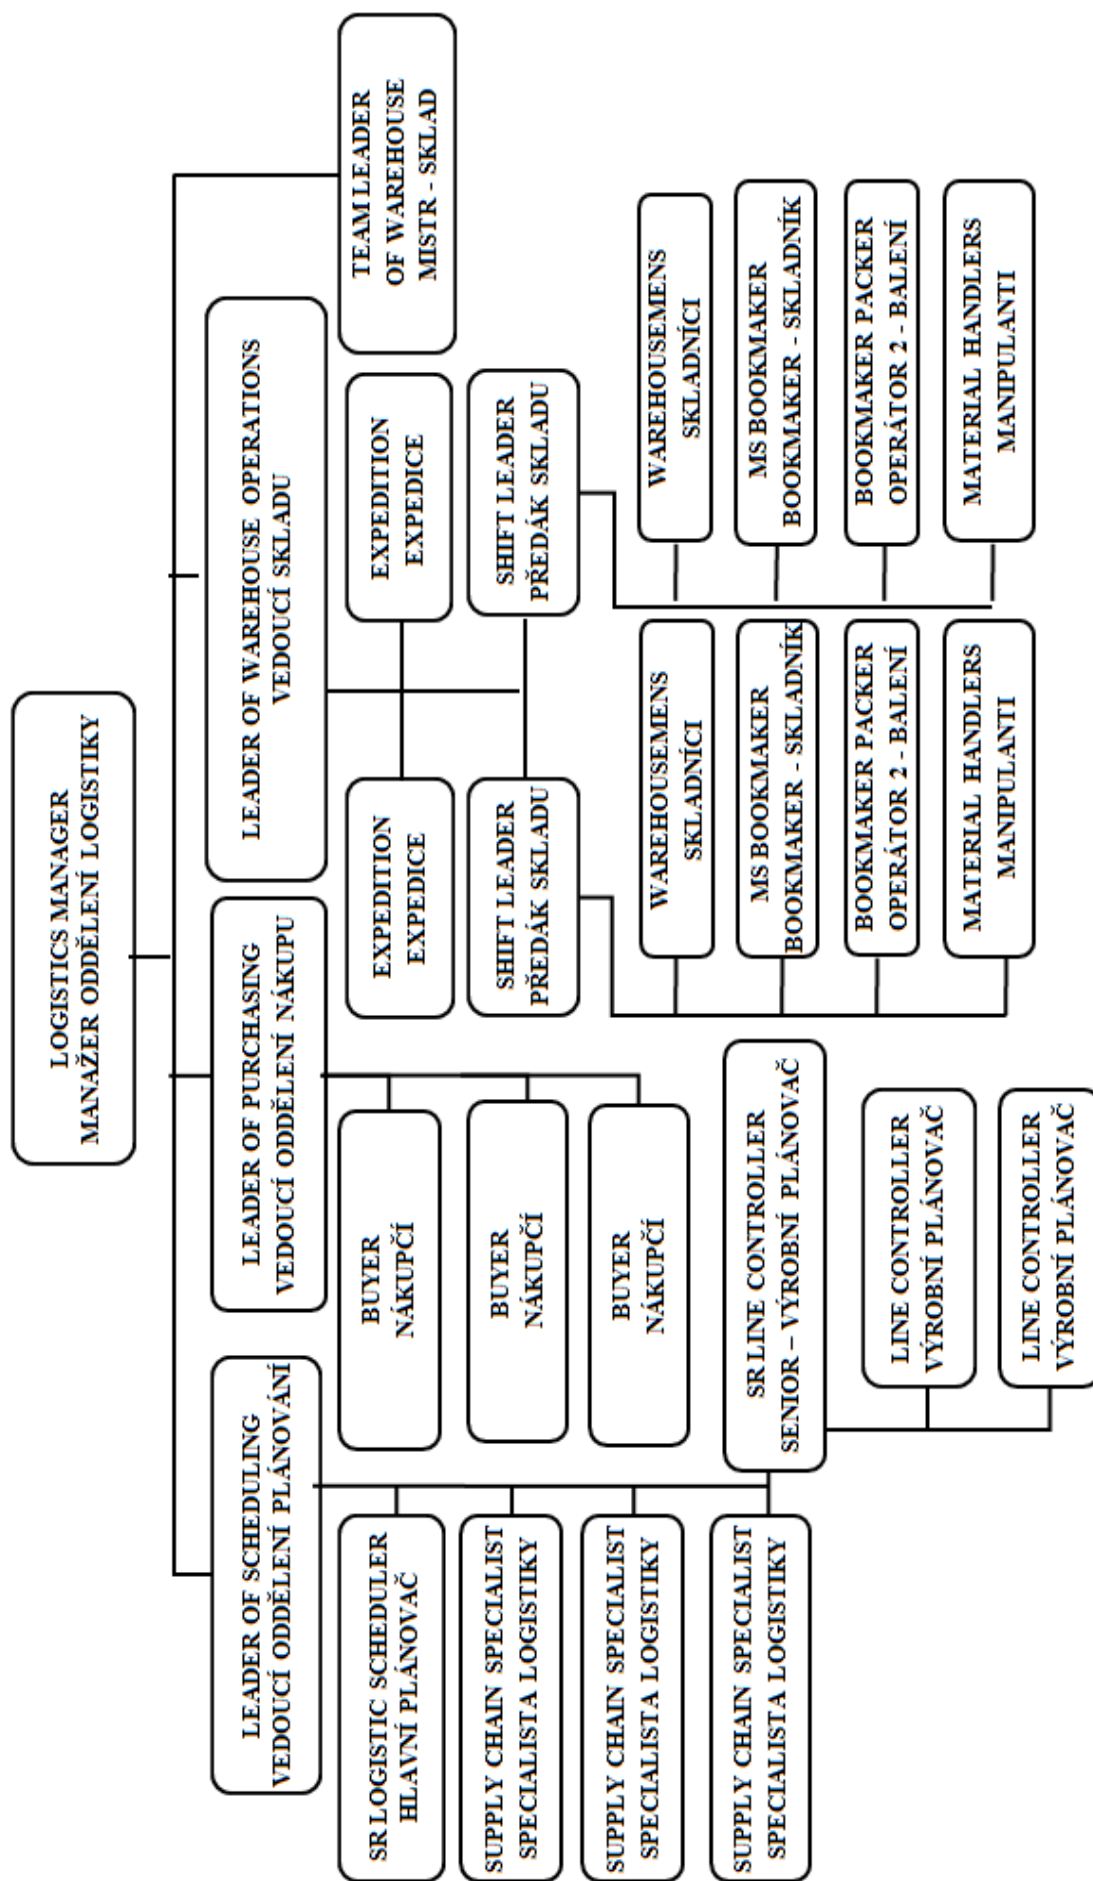 LOGISTICS MANAGER
MANAŽER ODDĚLENÍ LOGISTIKY
LEADER OF SCHEDULING
VEDOUCÍ ODDĚLENÍ PLÁNOVÁNÍ
LEADER OF PURCHASING
VEDOUCÍ ODDĚLENÍ NÁKUPU
LEADER OF WAREHOUSE OPERATIONS
VEDOUCÍ SKLADU
TEAM LEADER
OF WAREHOUSE
MISTR - SKLAD
SR LOGISTIC SCHEDULER
HLAVNÍ PLÁNOVAČ
SUPPLY CHAIN SPECIALIST
SPECIALISTA LOGISTIKY
SUPPLY CHAIN SPECIALIST
SPECIALISTA LOGISTIKY
SUPPLY CHAIN SPECIALIST
SPECIALISTA LOGISTIKY
SR LINE CONTROLLER
SENIOR – VÝROBNÍ PLÁNOVAČ
LINE CONTROLLER
VÝROBNÍ PLÁNOVAČ
LINE CONTROLLER
VÝROBNÍ PLÁNOVAČ
BUYER
NÁKUPČÍ
BUYER
NÁKUPČÍ
BUYER
NÁKUPČÍ
EXPEDITION
EXPEDICE
EXPEDITION
EXPEDICE
SHIFT LEADER
PŘEDÁK SKLADU
SHIFT LEADER
PŘEDÁK SKLADU
WAREHOUSEMENS
SKLADNÍCI
MS BOOKMAKER
BOOKMAKER - SKLADNÍK
BOOKMAKER PACKER
OPERÁTOR 2 - BALENÍ
MATERIAL HANDLERS
MANIPULANTI
WAREHOUSEMENS
SKLADNÍCI
MS BOOKMAKER
BOOKMAKER - SKLADNÍK
BOOKMAKER PACKER
OPERÁTOR 2 - BALENÍ
MATERIAL HANDLERS
MANIPULANTI